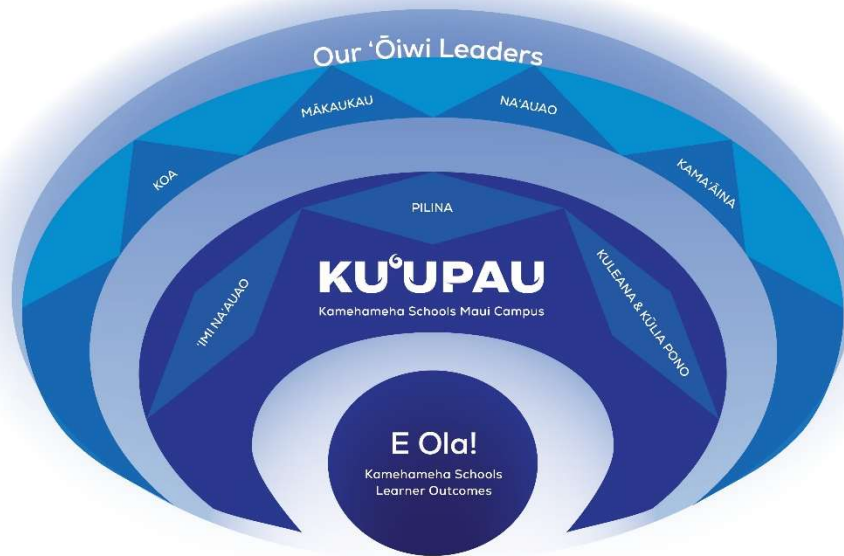 Our ʻŌiwi Leaders
MĀKAUKAU
NAʻAUAO
KOA
KAMAʻĀINA
PILINA
ʻIMI NAʻAUAO
KULEANA & KŪLIA PONO
KUʻUPAU
Kamehameha Schools Maui Campus
E Ola!
Kamehameha Schools
Learner Outcomes